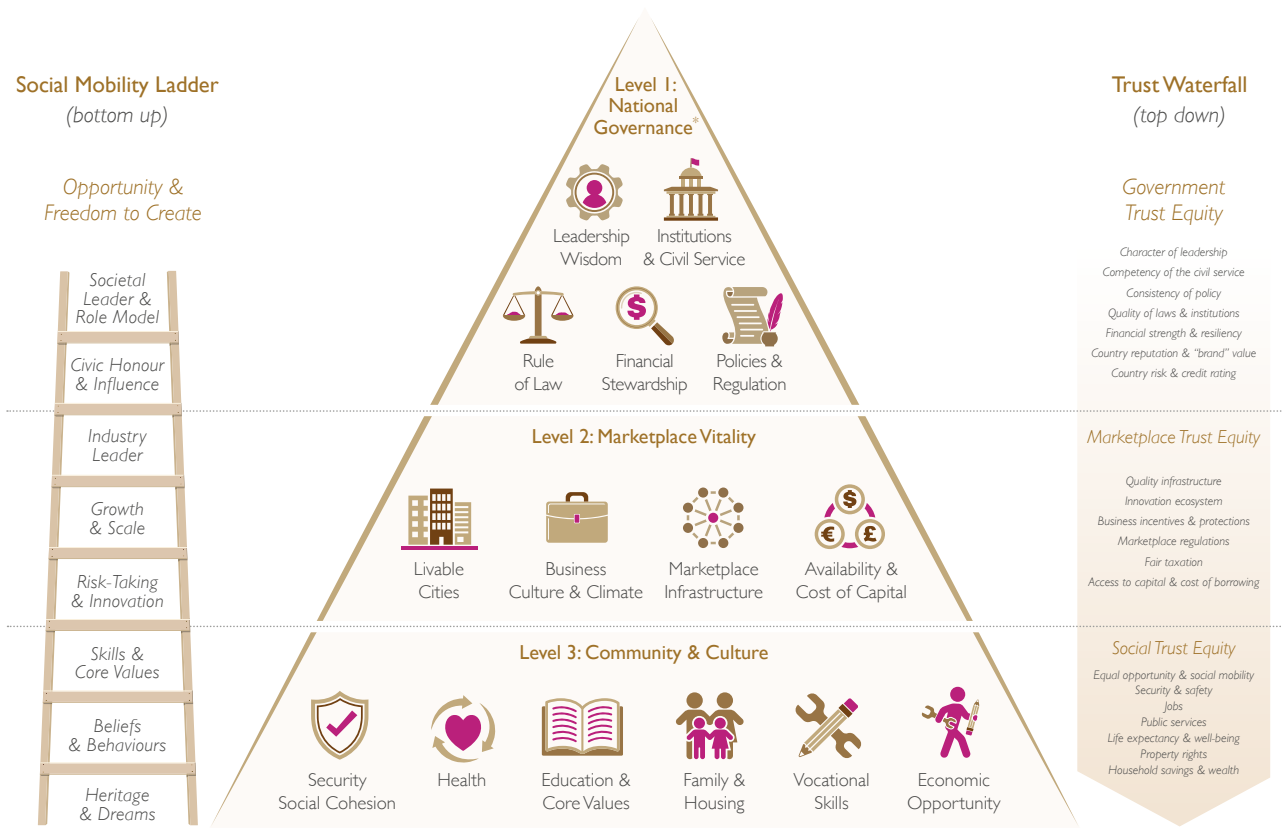 Social Mobility Ladder
(bottom up)
Opportunity &
Freedom to Create
Societal
Leader &
Role Model
Civic Honour
& Influence
Industry
Leader
Growth
& Scale
Risk-Taking
& Innovation
Skills &
Core Values
Beliefs
& Behaviours
Heritage
& Dreams
Level 1:
National
Governance*
Leadership
Wisdom
Institutions
& Civil Service
Rule
of Law
$
Financial
Stewardship
Policies &
Regulation
Level 2: Marketplace Vitality
Livable
Cities
Business
Culture & Climate
Marketplace
Infrastructure
$
€ £
Availability &
Cost of Capital
Level 3: Community & Culture
Security
Social Cohesion
Health
Education &
Core Values
Family &
Housing
Vocational
Skills
Economic
Opportunity
Trust Waterfall
(top down)
Government
Trust Equity
Character of leadership
Competency of the civil service
Consistency of policy
Quality of laws & institutions
Financial strength & resiliency
Country reputation & “brand” value
Country risk & credit rating
Marketplace Trust Equity
Quality infrastructure
Innovation ecosystem
Business incentives & protections
Marketplace regulations
Fair taxation
Access to capital & cost of borrowing
Social Trust Equity
Equal opportunity & social mobility
Security & safety
Jobs
Public services
Life expectancy & well-being
Property rights
Household savings & wealth